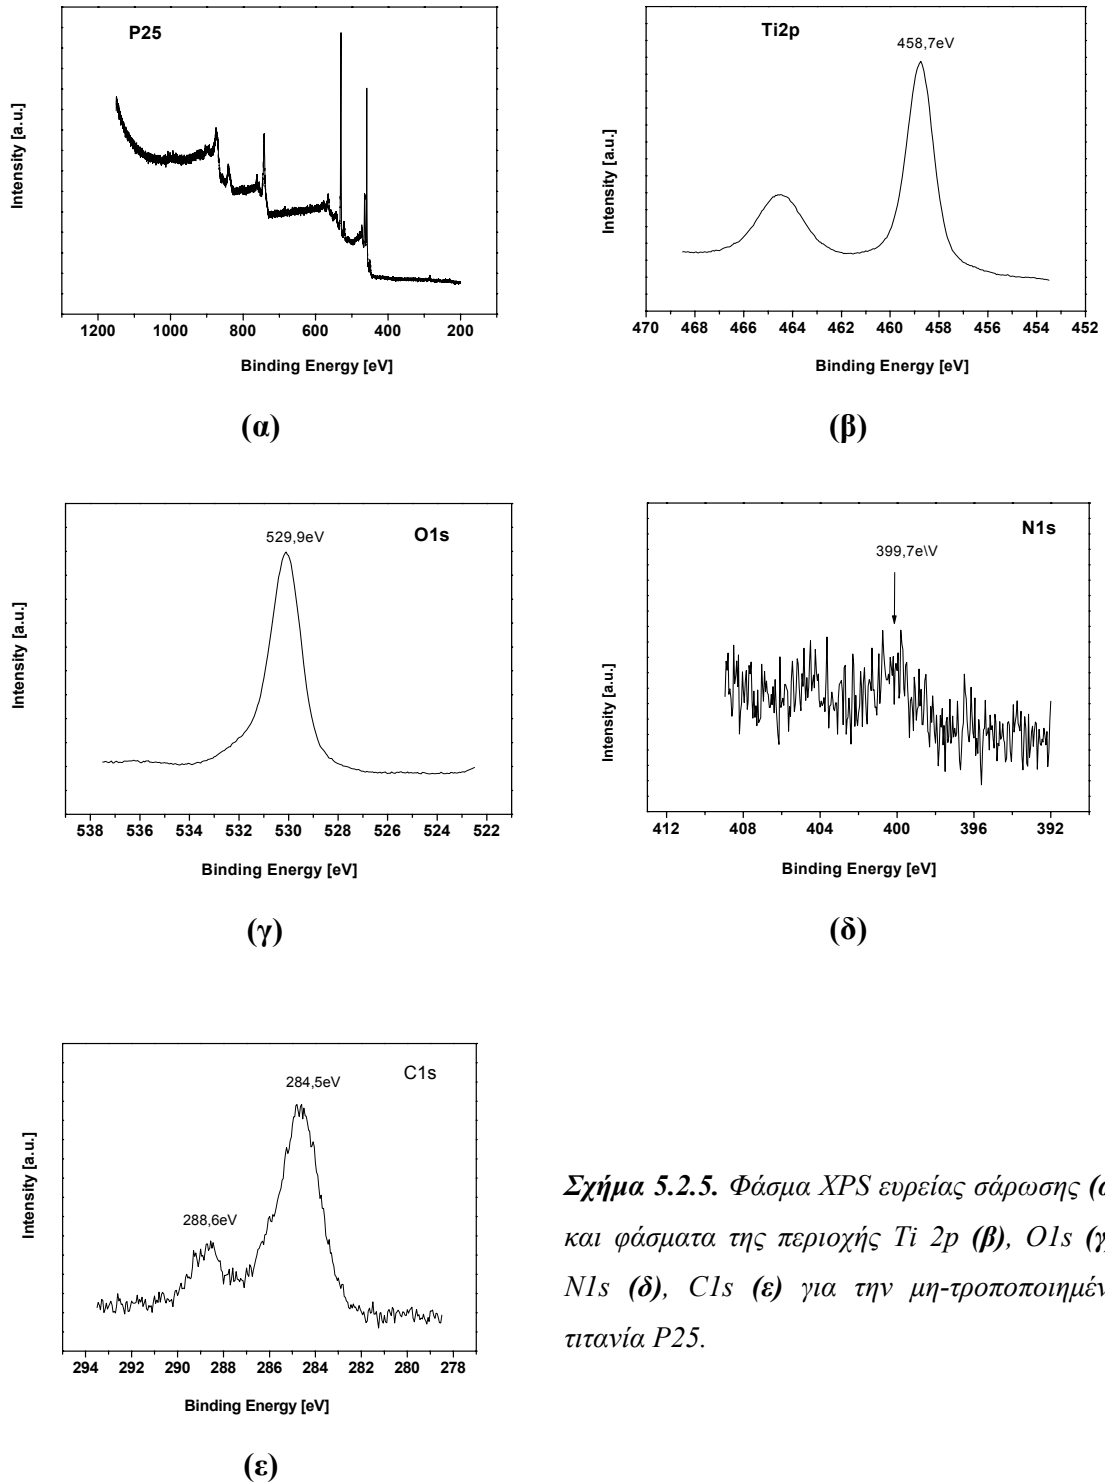 P25
Intensity [a.u.]
1200 1000 800 600 400 200
Binding Energy [eV]
(α)
Ti2p
458,7eV
Intensity [a.u.]
470 468 466 464 462 460 458 456 454 452
Binding Energy [eV]
(β)
O1s
529,9eV
Intensity [a.u.]
538 536 534 532 530 528 526 524 522
Binding Energy [eV]
(γ)
N1s
399,7e\V
Intensity [a.u.]
412 408 404 400 396 392
Binding Energy [eV]
(δ)
C1s
284,5eV
288,6eV
Intensity [a.u.]
294 292 290 288 286 284 282 280 278
Binding Energy [eV]
(ε)
Σχήμα 5.2.5. Φάσμα XPS ευρείας σάρωσης (α
και φάσματα της περιοχής Ti 2p (β), O1s (γ
N1s (δ), C1s (ε) για την μη-τροποποιημέν
τιτανία P25.